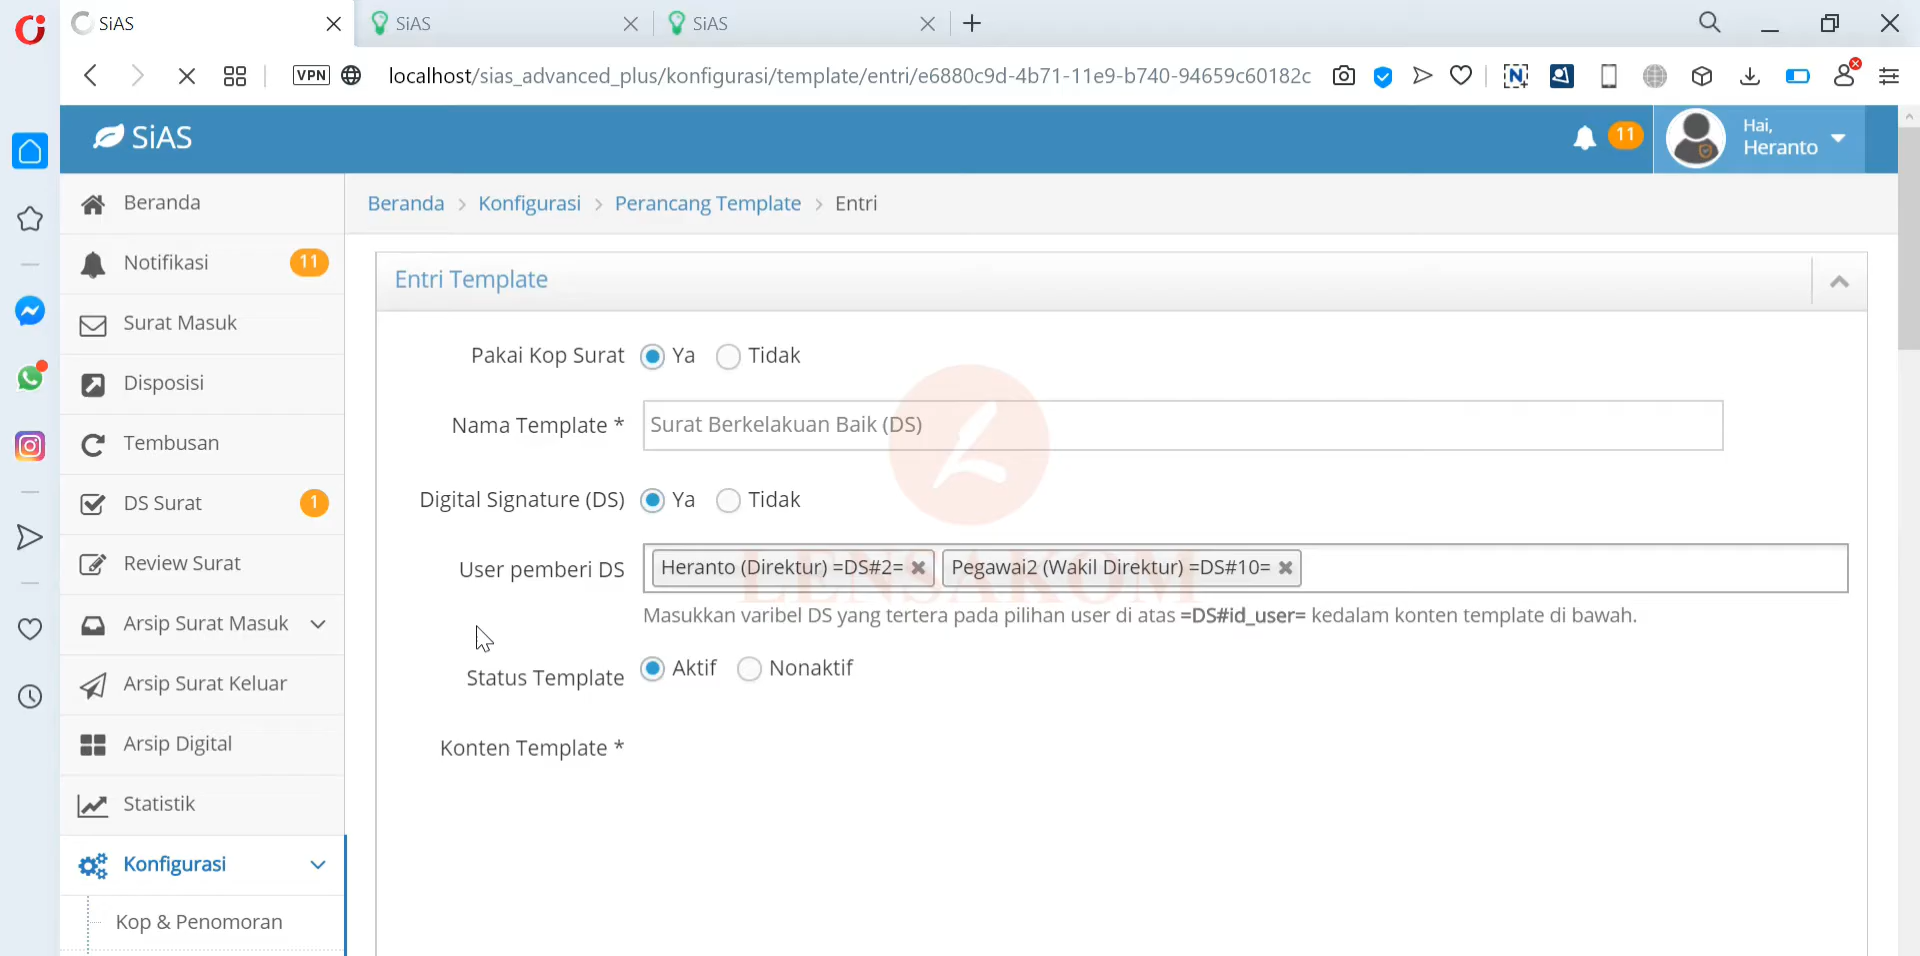 SiAS
SiAS
SiAS
VPN
localhost/sias_advanced_plus/konfigurasi/template/entri/e6880c9d-4b71-11e9-b740-94659c60182c
SiAS
11
Hai,
Heranto
Beranda
Notifikasi
11
Surat Masuk
Disposisi
Tembusan
DS Surat
1
Review Surat
Arsip Surat Masuk
Arsip Surat Keluar
Arsip Digital
Statistik
Konfigurasi
Kop & Penomoran
Beranda > Konfigurasi > Perancang Template > Entri
Entri Template
Pakai Kop Surat Ya Tidak
Nama Template * Surat Berkelakuan Baik (DS)
Digital Signature (DS) Ya Tidak
User pemberi DS Heranto (Direktur) =DS#2= Pegawai2 (Wakil Direktur) =DS#10=
LENSAKOM
Masukkan varibel DS yang tertera pada pilihan user di atas =DS#id_user= kedalam konten template di bawah.
Status Template Aktif Nonaktif
Konten Template *